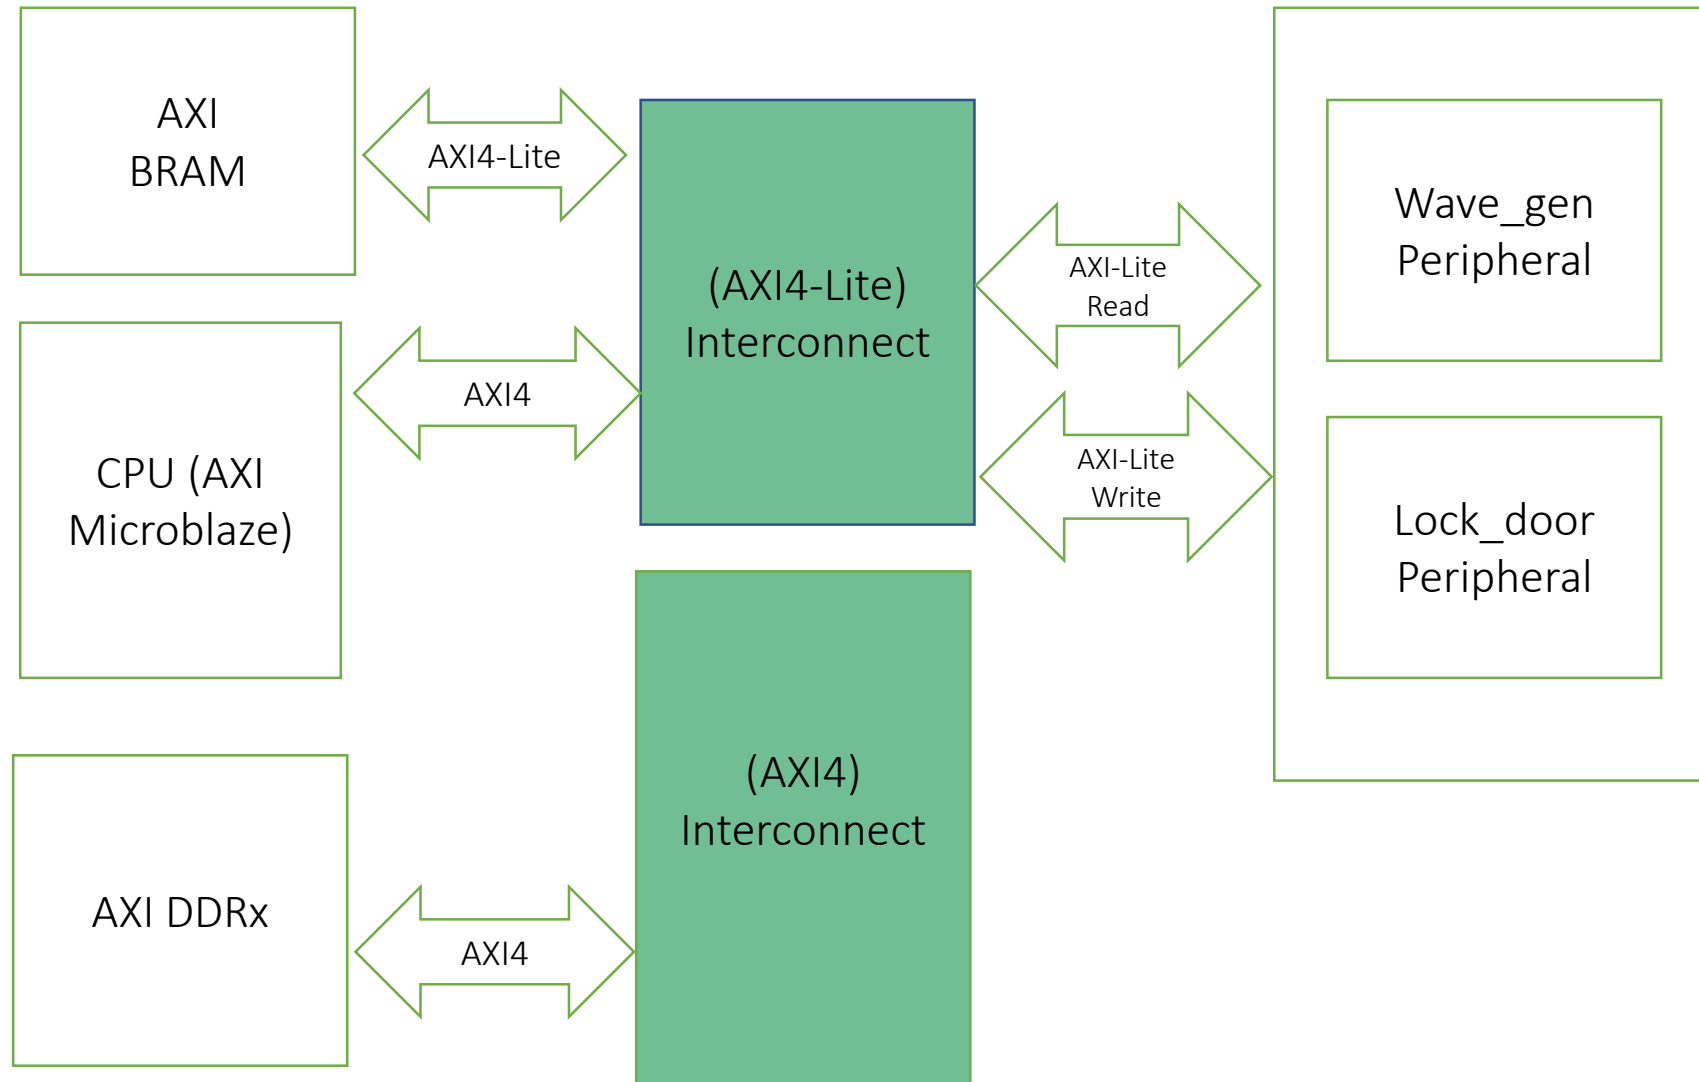 AXI
BRAM
AXI4-Lite
(AXI4-Lite)
Interconnect
AXI-Lite
Read
Wave_gen
Peripheral
CPU (AXI
Microblaze)
AXI4
AXI-Lite
Write
Lock_door
Peripheral
AXI DDRx
AXI4
(AXI4)
Interconnect